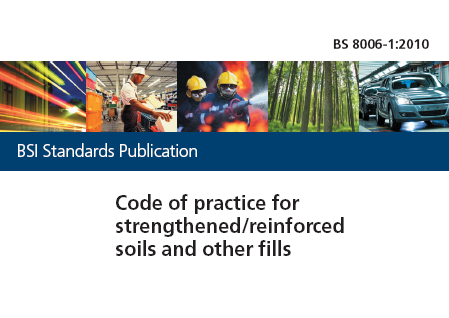 BS 8006-1:2010
BSI Standards Publication
Code of practice for
strengthened/reinforced
soils and other fills